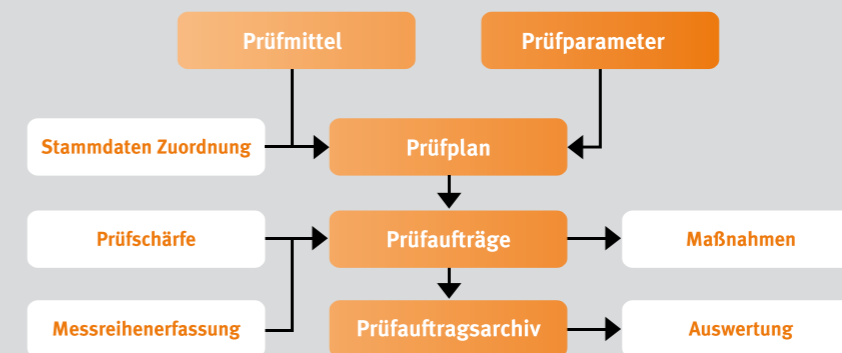 Prüfmittel
Prüfparameter
Stammdaten Zuordnung
Prüfplan
Prüfschärfe
Prüfaufträge
Maßnahmen
Messreihenerfassung
Prüfauftragsarchiv
Auswertung